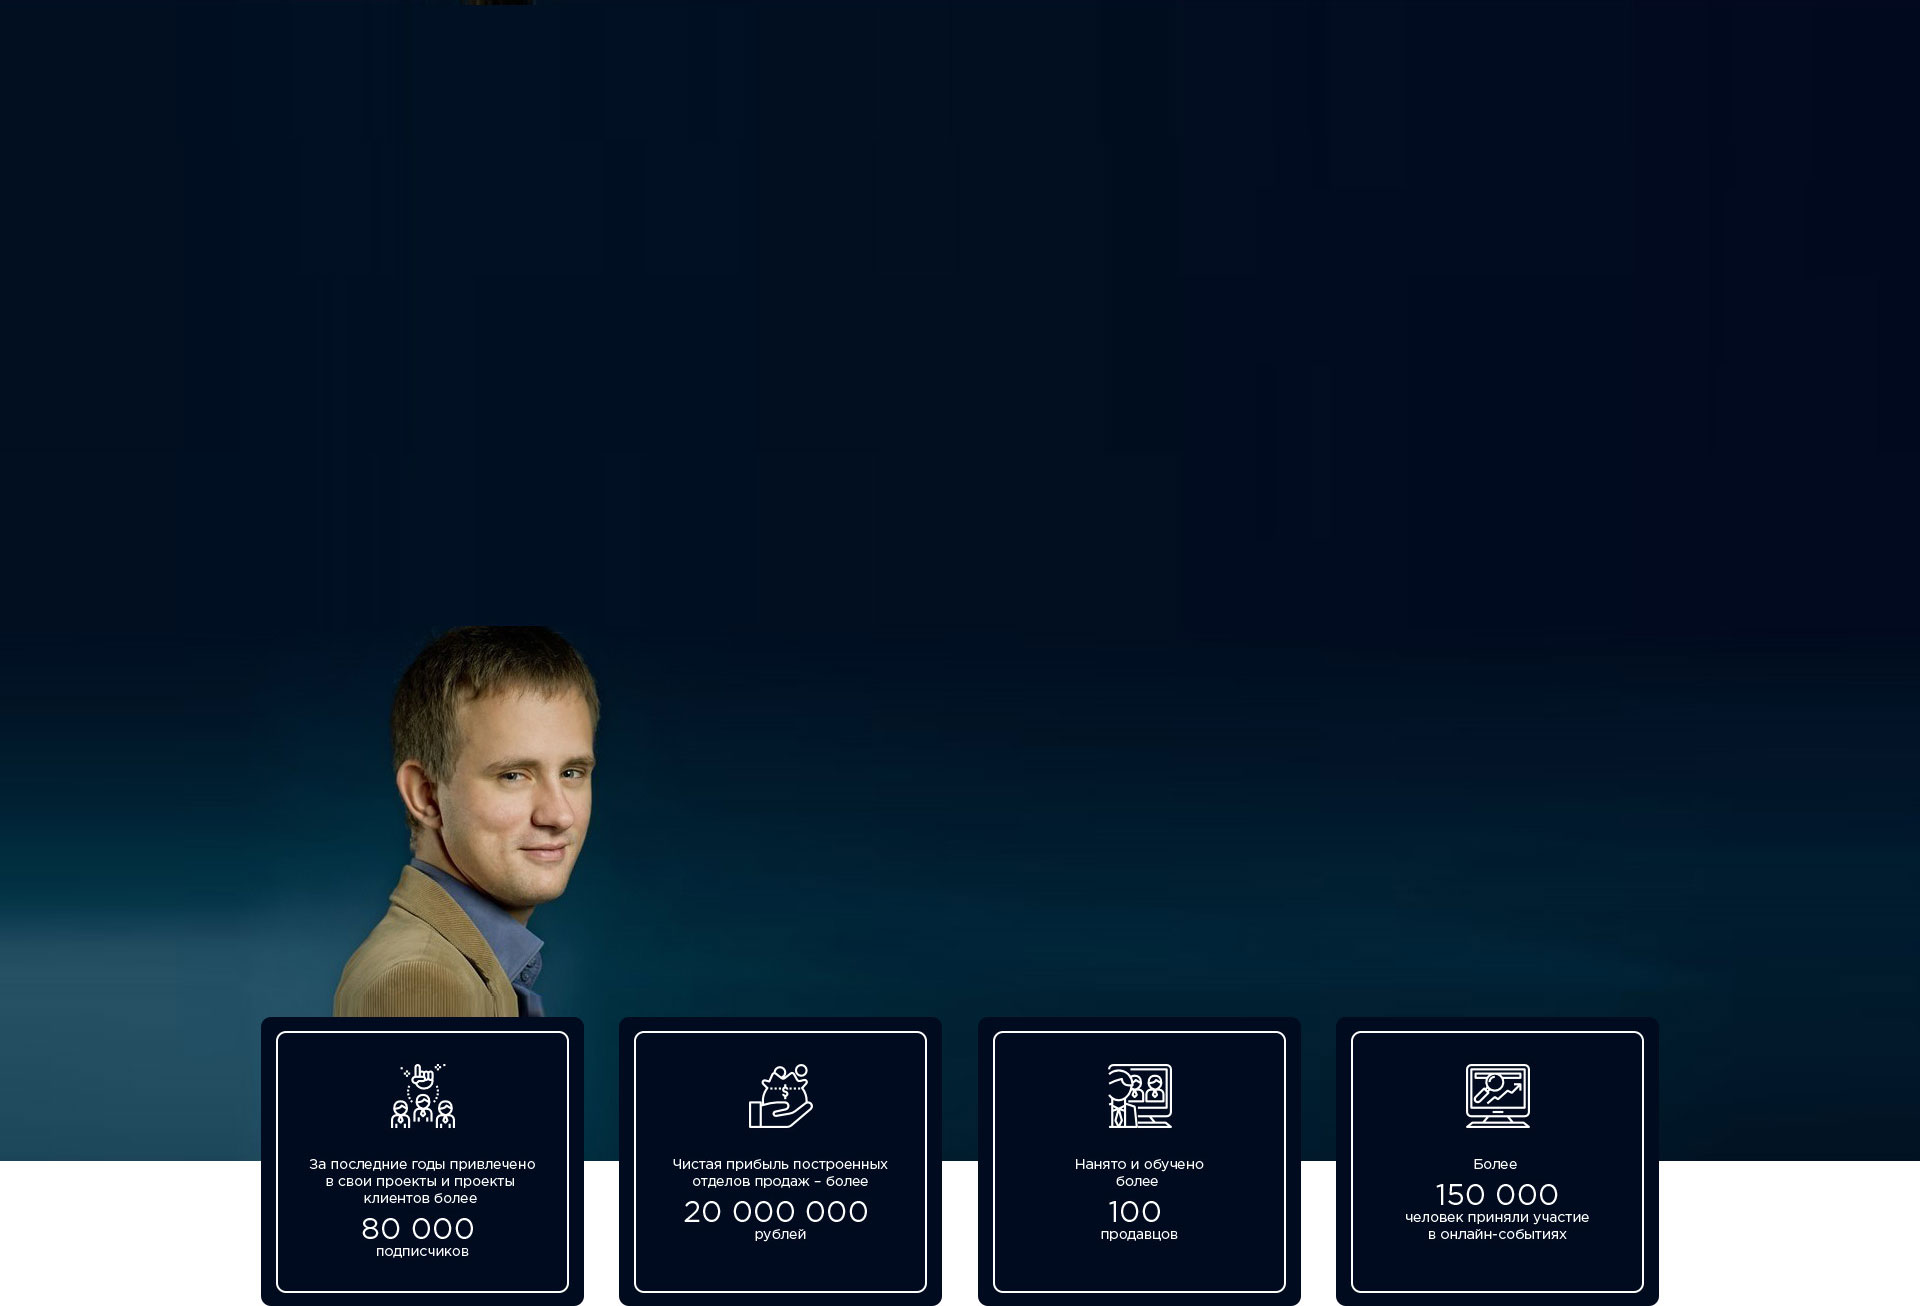 За последние годы привлечено
в свои проекты и проекты
клиентов более
80 000
подписчиков
Чистая прибыль построенных
отделов продаж – более
20 000 000
рублей
Нанято и обучено
более
100
продавцов
Более
150 000
человек приняли участие
в онлайн-событиях